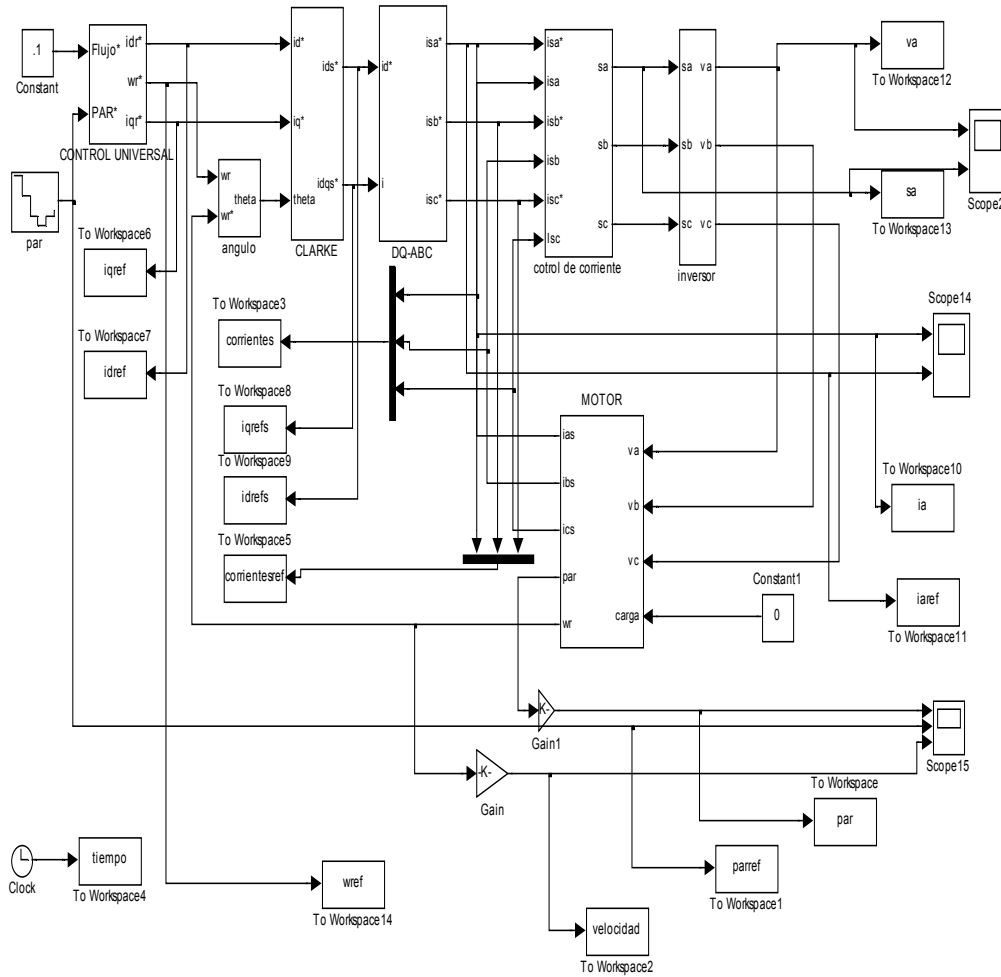 .1
Constant
Flujo*
PAR*
idr*
wr*
iqr*
CONTROL UNIVERSAL
par
wr
wr*
theta
angulo
id*
iq*
theta
ids*
idqs*
CLARKE
id*
i
isa*
isb*
isc*
DQ-ABC
isa*
isa
isb*
isb
isc*
Isc
sa
sb
sc
cotrol de corriente
sa
sb
sc
va
vb
vc
inversor
va
To Workspace12
Scope2
sa
To Workspace13
To Workspace6
iqref
To Workspace7
idref
To Workspace3
corrientes
To Workspace8
iqrefs
To Workspace9
idrefs
To Workspace5
corrientesref
MOTOR
ias
ibs
ics
par
wr
va
vb
vc
carga
Constant1
0
Scope14
To Workspace10
ia
iaref
To Workspace11
-K-
Gain1
-K-
Gain
Scope15
To Workspace
par
parref
To Workspace1
velocidad
To Workspace2
Clock
tiempo
To Workspace4
wref
To Workspace14